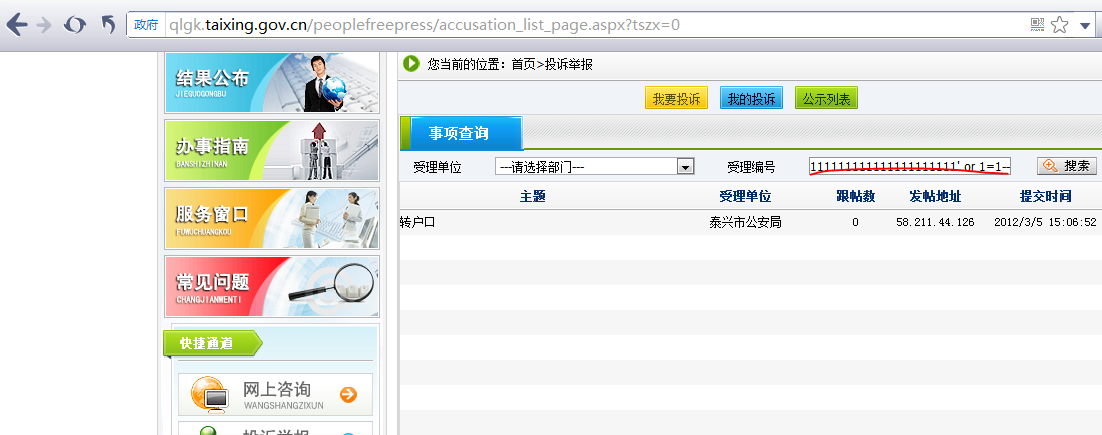 政府 qlgk.taixing.gov.cn/peoplefreepress/accusation_list_page.aspx?tszx=0
结果公布
JIEGUOGONGBU
办事指南
BANSHIZHINAN
服务窗口
FUWUCHUANGKOU
常见问题
CHANGJIANWENTI
快捷通道
网上咨询
WANGSHANGZIXUN
投诉举报
您当前的位置：首页>投诉举报
我要投诉 我的投诉 公示列表
事项查询
受理单位 ---请选择部门--- 受理编号 1111111111111111111111' or 1=1-- 搜索
主题 受理单位 跟帖数 发帖地址 提交时间
转户口 泰兴市公安局 0 58.211.44.126 2012/3/5 15:06:52